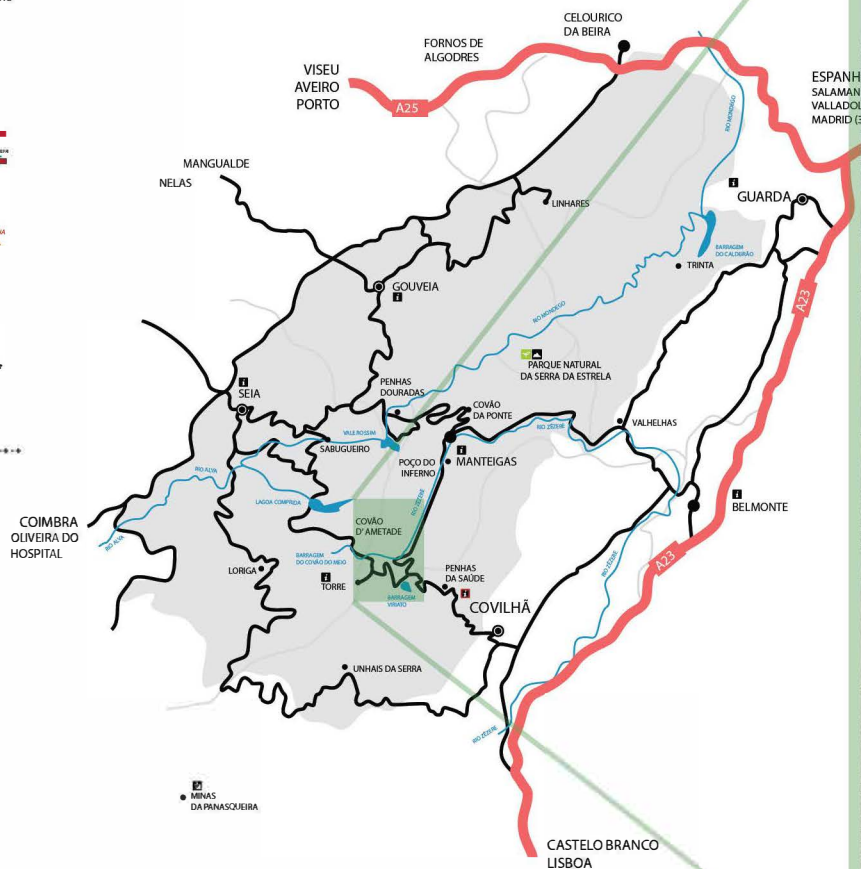 CELOURICO
DA BEIRA
FORNOS DE
ALGODRES
VISEU
AVEIRO
PORTO
A25
ESPANH
SALAMAN
VALLADOL
MADRID (3
RIO MONDEGO
MANGUALDE
NELAS
i
GUARDA
LINHARES
BARRAGEM
DO CALDEIRÃO
TRINTA
GOUVEIA
i
A23
RIO MONDEGO
PARQUE NATURAL
DA SERRA DA ESTRELA
i
SEIA
PENHAS
DOURADAS
COVÃO
DA PONTE
VALHELHAS
VALE ROSSIM
RIO ZÊZERE
SABUGUEIRO
POÇO DO
INFERNO
i
MANTEIGAS
RIO ALVA
RIO ZÊZERE
LAGOA COMPRIDA
i
BELMONTE
COIMBRA
OLIVEIRA DO
HOSPITAL
RIO ALVA
COVÃO
D' AMETADE
BARRAGEM
DO COVÃO DO MEIO
A23
RIO ZÊZERE
LORIGA
i
TORRE
PENHAS
DA SAÚDE
BARRAGEM
VIRIATO
i
COVILHÃ
UNHAIS DA SERRA
RIO ZÊZERE
MINAS
DA PANASQUEIRA
CASTELO BRANCO
LISBOA